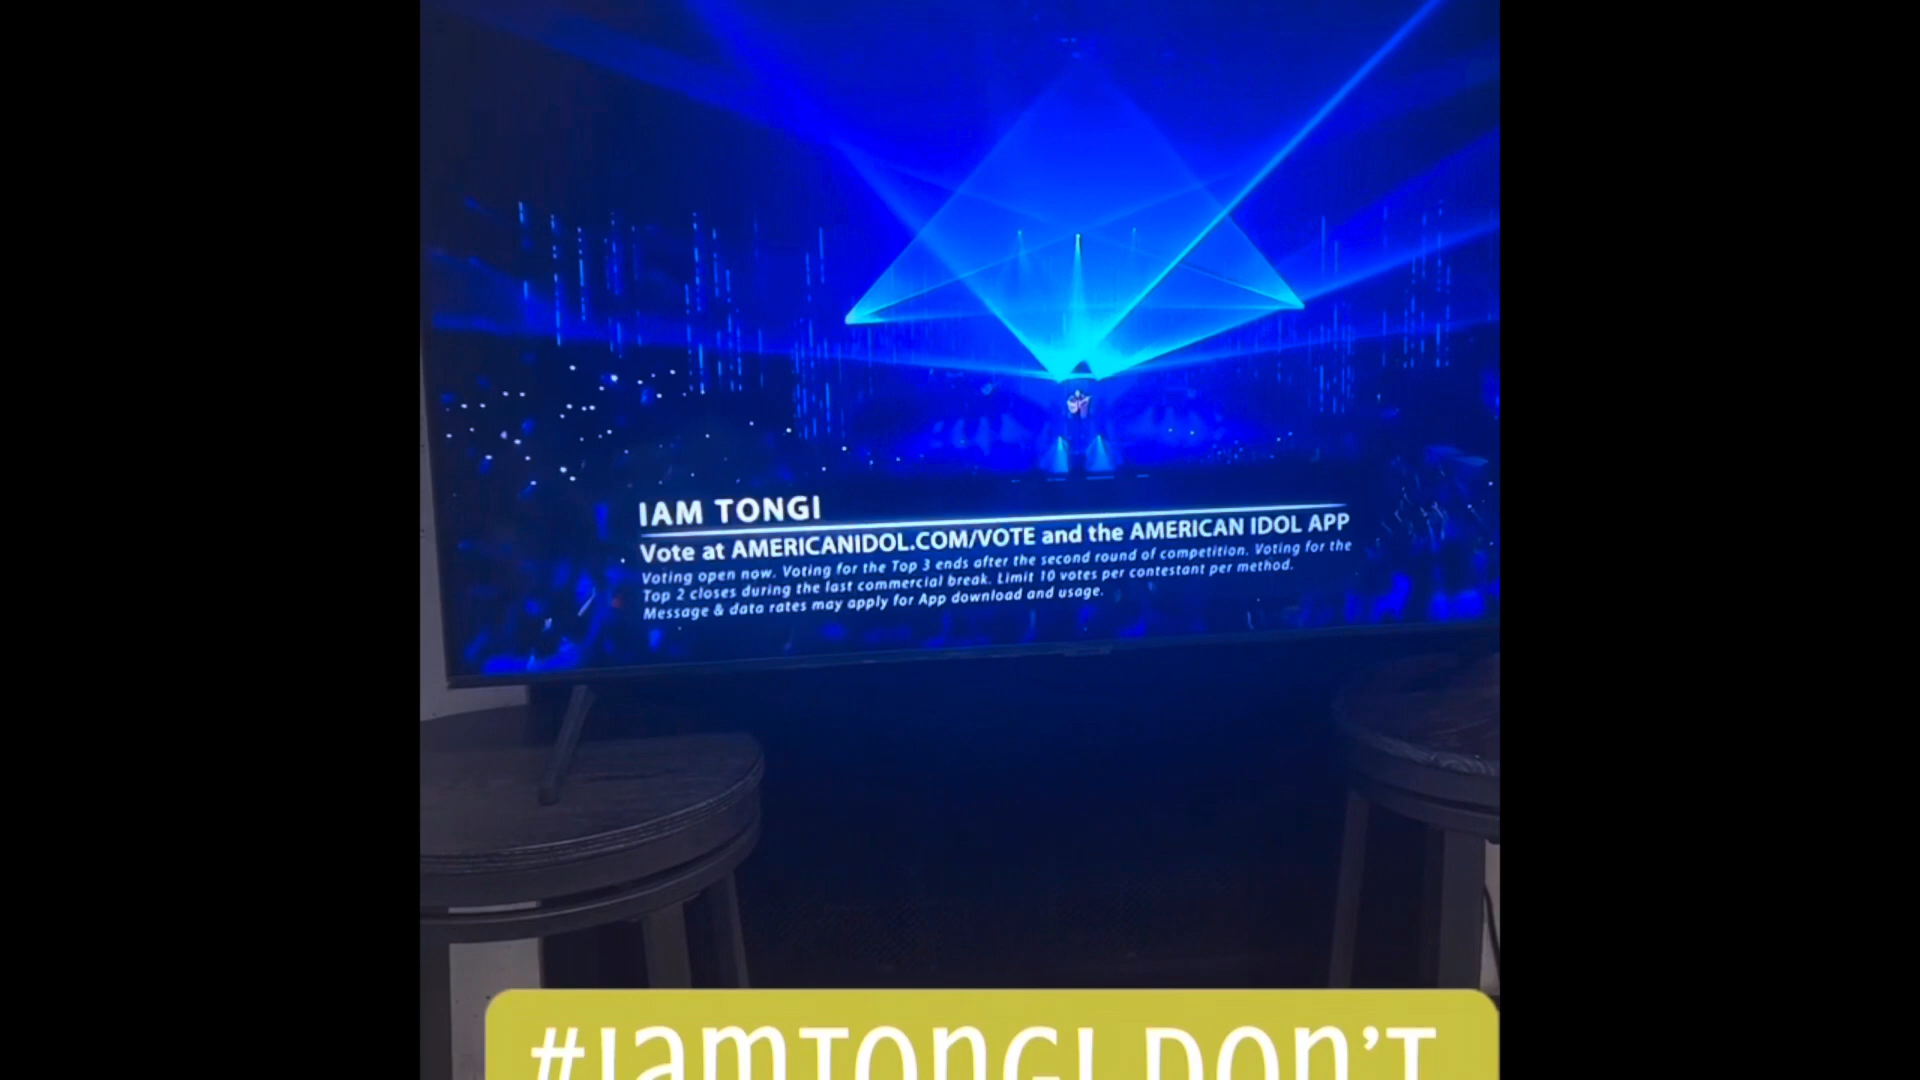 IAM TONGI
Vote at AMERICANIDOL.COM/VOTE and the AMERICAN IDOL APP
Voting open now. Voting for the Top 3 ends after the second round of competition. Voting for the
Top 2 closes during the last commercial break. Limit 10 votes per contestant per method.
Message & data rates may apply for App download and usage.
#IAMTONGI DON'T